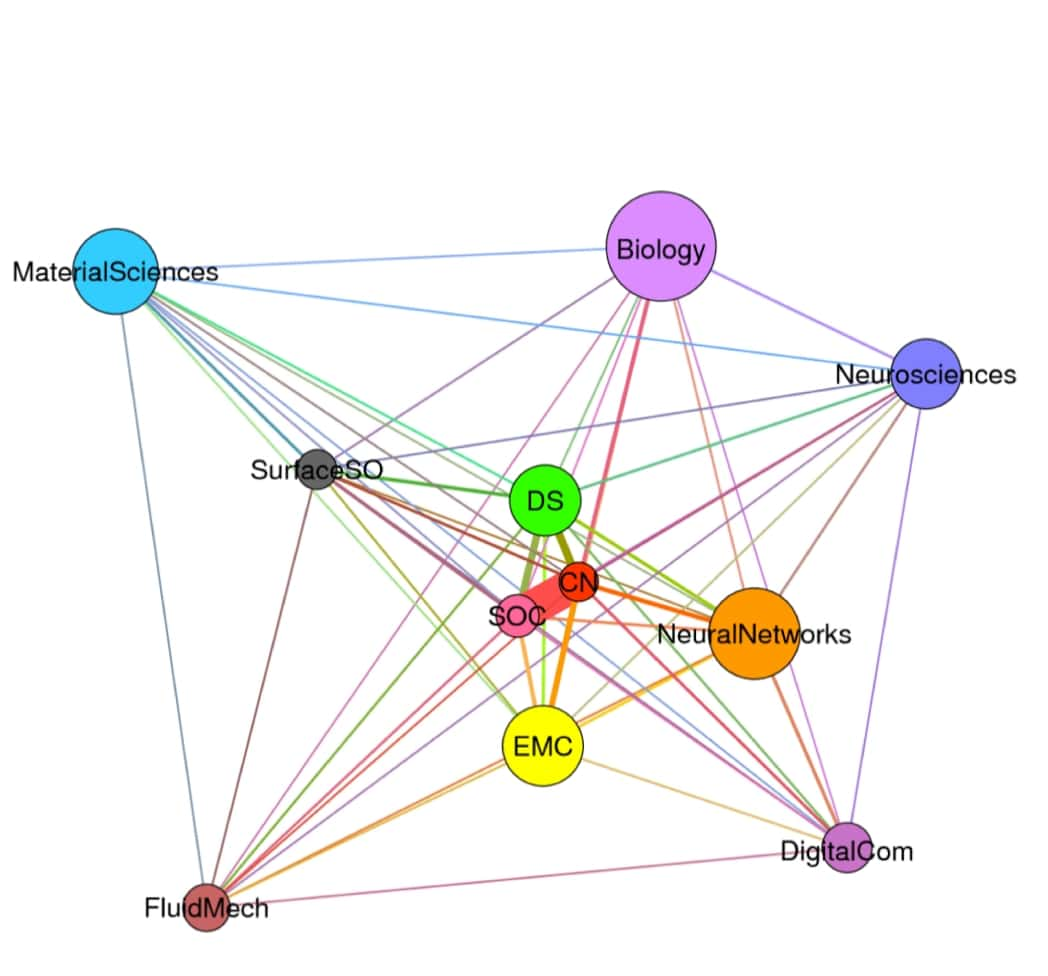 Biology
MaterialSciences
Neurosciences
SurfaceSO
DS
CN
SOC
NeuralNetworks
EMC
DigitalCom
FluidMech